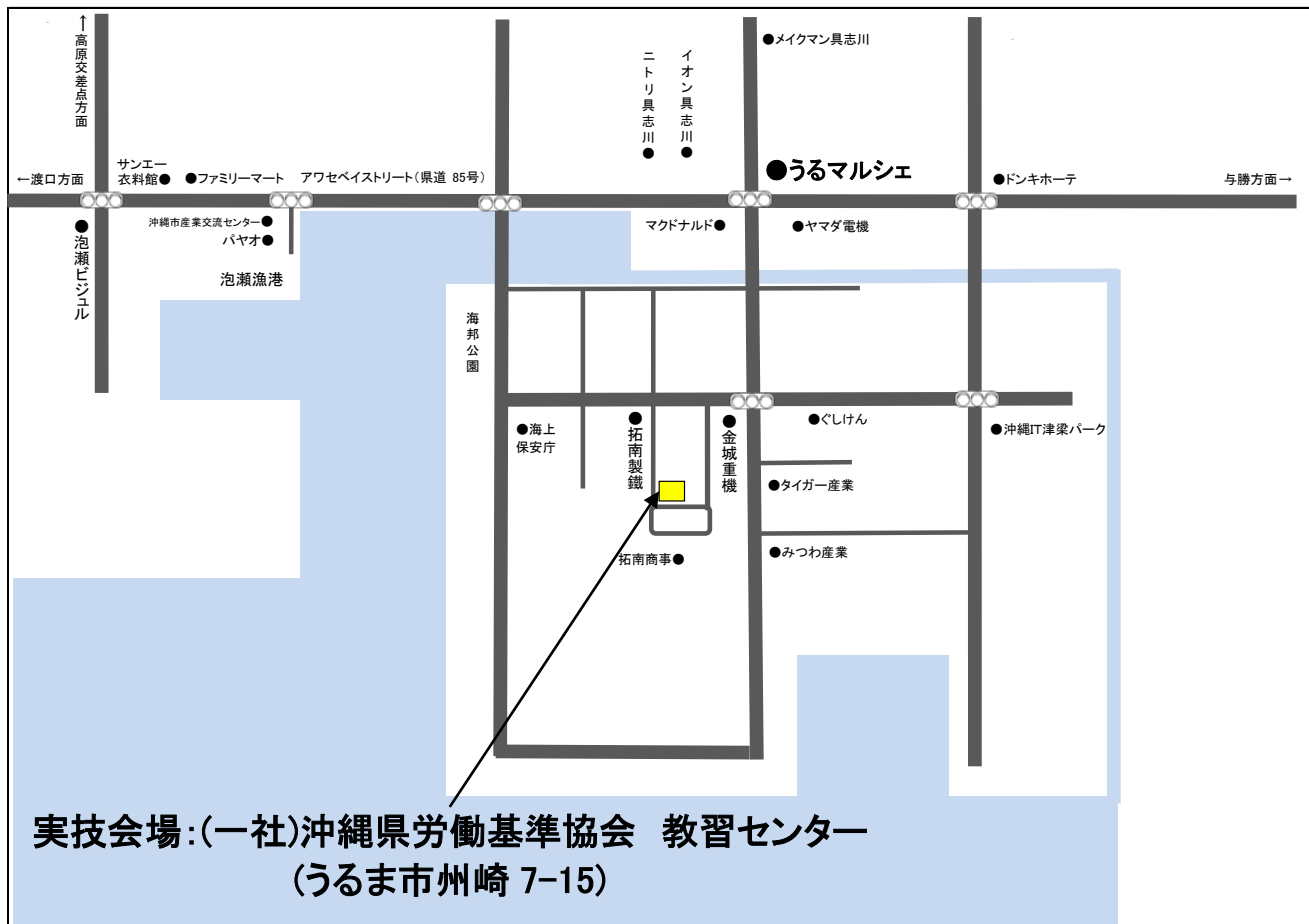 ↑高原交差点方面
●メイクマン具志川
ニトリ具志川●
イオン具志川●
サンエー
衣料館●
●ファミリーマート
アワセベイストリート(県道 85号)
●うるマルシェ
←渡口方面
●ドンキホーテ
与勝方面→
沖縄市産業交流センター●
パヤオ●
マクドナルド●
●ヤマダ電機
●泡瀬ビジュル
泡瀬漁港
海邦公園
●海上
保安庁
●拓南製鐵
●金城重機
●ぐしけん
●沖縄IT津梁パーク
●タイガー産業
拓南商事●
●みつわ産業
実技会場:(一社)沖縄県労働基準協会 教習センター
(うるま市州崎 7-15)